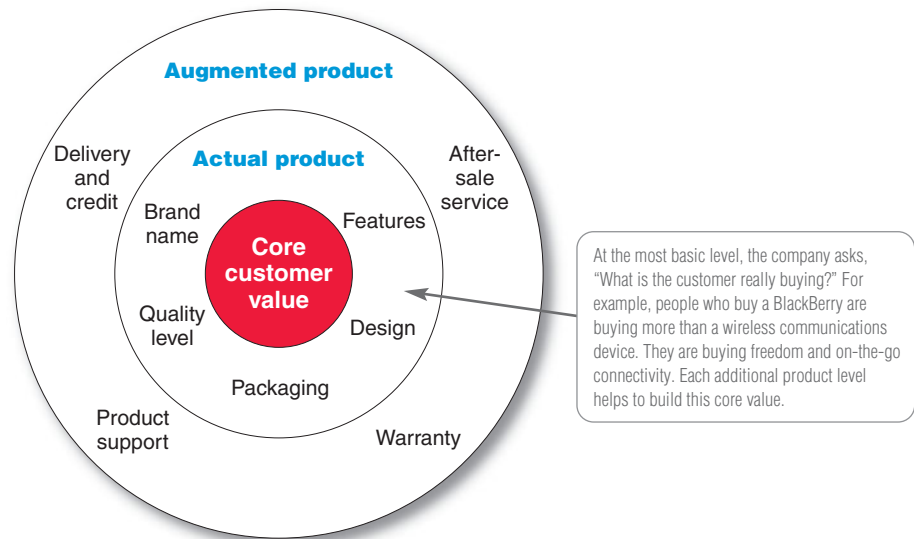 Augmented product
Actual product
Delivery
and
credit
After-
sale
service
Brand
name
Features
Core
customer
value
Quality
level
Design
Packaging
Product
support
Warranty
At the most basic level, the company asks,
“What is the customer really buying?” For
example, people who buy a BlackBerry are
buying more than a wireless communications
device. They are buying freedom and on-the-go
connectivity. Each additional product level
helps to build this core value.